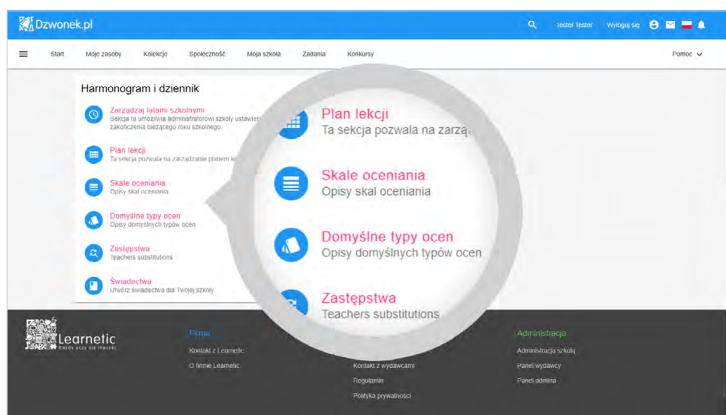 Dzwonek.pl
Tester Tester
Wyloguj się
Start
Moje zasoby
Kolekcje
Społeczność
Moja szkoła
Zadania
Konkursy
Pomoc
Harmonogram i dziennik
Zarządzaj latami szkolnymi
Sekcja ta umożliwia administratorowi szkoły
zakończenia bieżącego roku szkolnego.
Plan lekcji
Ta sekcja pozwala na zarządzanie planem
Skale oceniania
Opisy skal oceniania
Domyślne typy ocen
Opisy domyślnych typów ocen
Zastępstwa
Teachers substitutions
Świadectwa
Utwórz świadectwa dla Twojej szkoły
Plan lekcji
Ta sekcja pozwala na
Skale oceniania
Opisy skal oceniania
Domyślne typy ocen
Opisy domyślnych typów ocen
Zastępstwa
Teachers substitutions
Learnetic
Firma
Kontakt z Learnetic
O firmie Learnetic
Kontakt z wydawcami
Regulamin
Polityka prywatności
Administracja
Administracja szkołą
Panel wydawcy
Panel admina